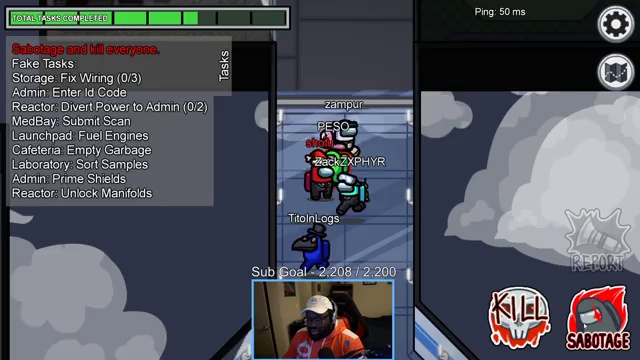 TOTAL TASKS COMPLETED
Ping: 50 ms
Sabotage and kill everyone.
Fake Tasks:
Storage: Fix Wiring (0/3)
Admin: Enter Id Code
Reactor: Divert Power to Admin (0/2)
MedBay: Submit Scan
Launchpad: Fuel Engines
Cafeteria: Empty Garbage
Laboratory: Sort Samples
Admin: Prime Shields
Reactor: Unlock Manifolds
Tasks
zampur
PESO
ZackZXPHYR
TitoInLogs
Sub Goal - 2,208 / 2,200
REPORT
KILL
SABOTAGE